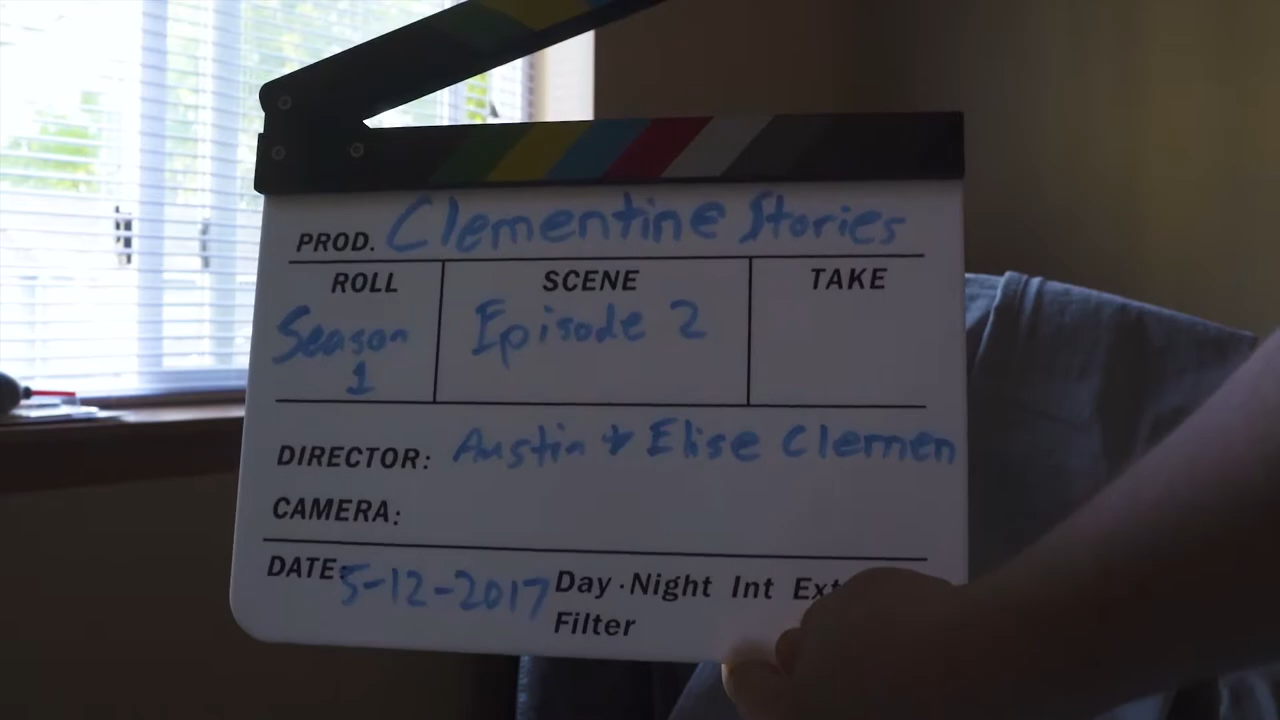 PROD. Clementine Stories
ROLL SCENE TAKE
Season Episode 2
1
DIRECTOR: Austin + Elise Clemen
CAMERA:
DATE: 5-12-2017 Day · Night Int Ext
Filter